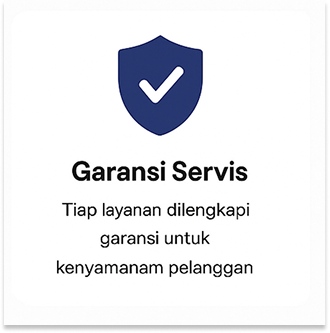 Garansi Servis
Tiap layanan dilengkapi
garansi untuk
kenyamanam pelanggan